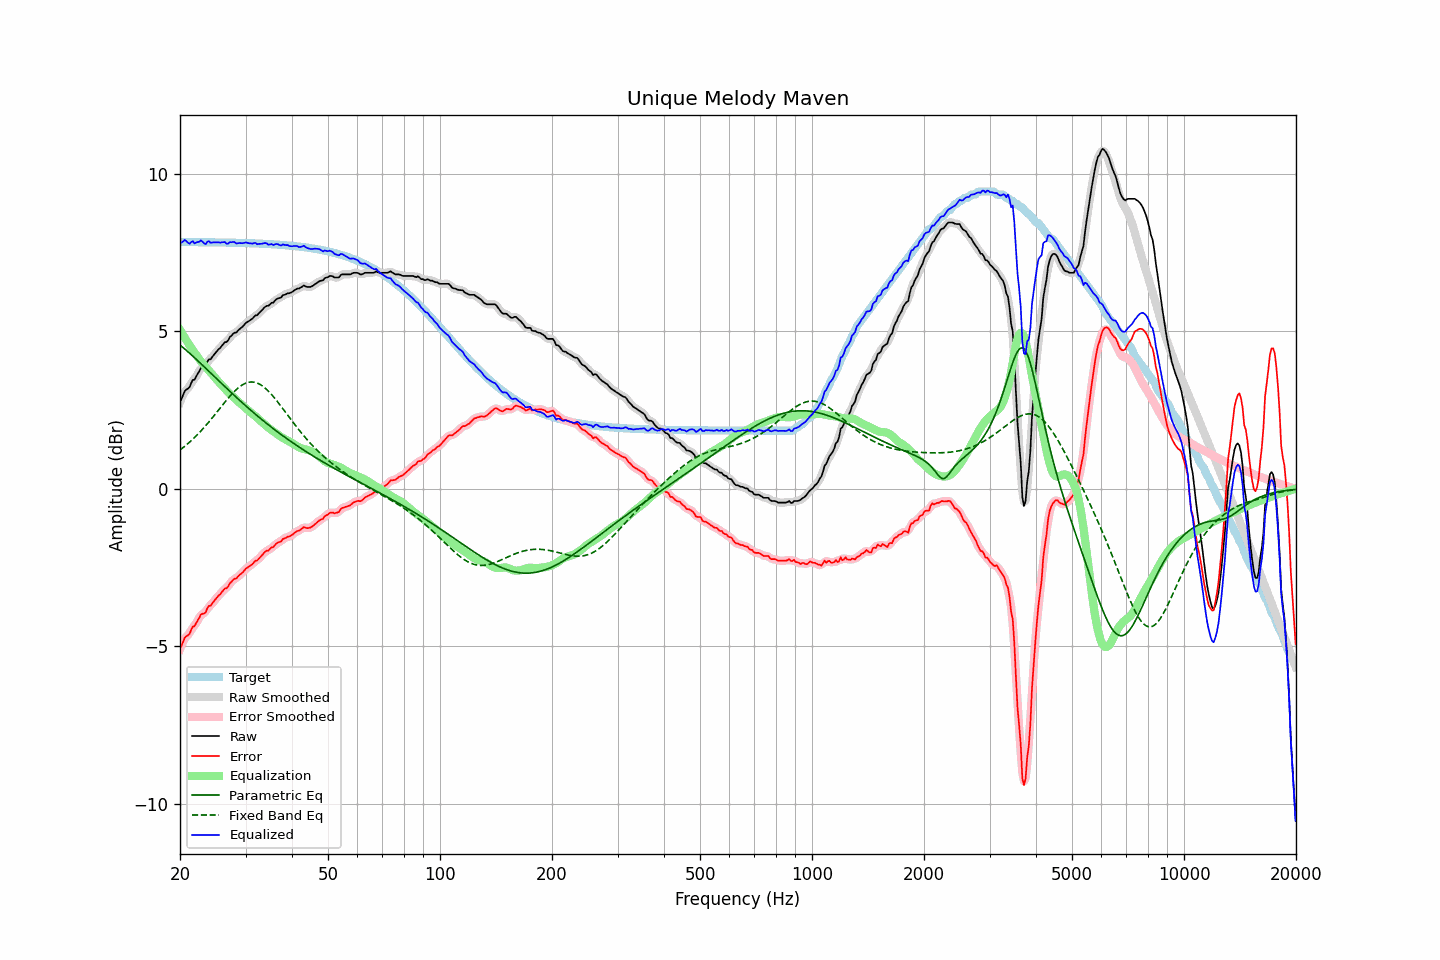 Unique Melody Maven
Amplitude (dBr)
10
5
0
−5
−10
Target
Raw Smoothed
Error Smoothed
Raw
Error
Equalization
Parametric Eq
Fixed Band Eq
Equalized
20 50 100 200 500 1000 2000 5000 10000 20000
Frequency (Hz)